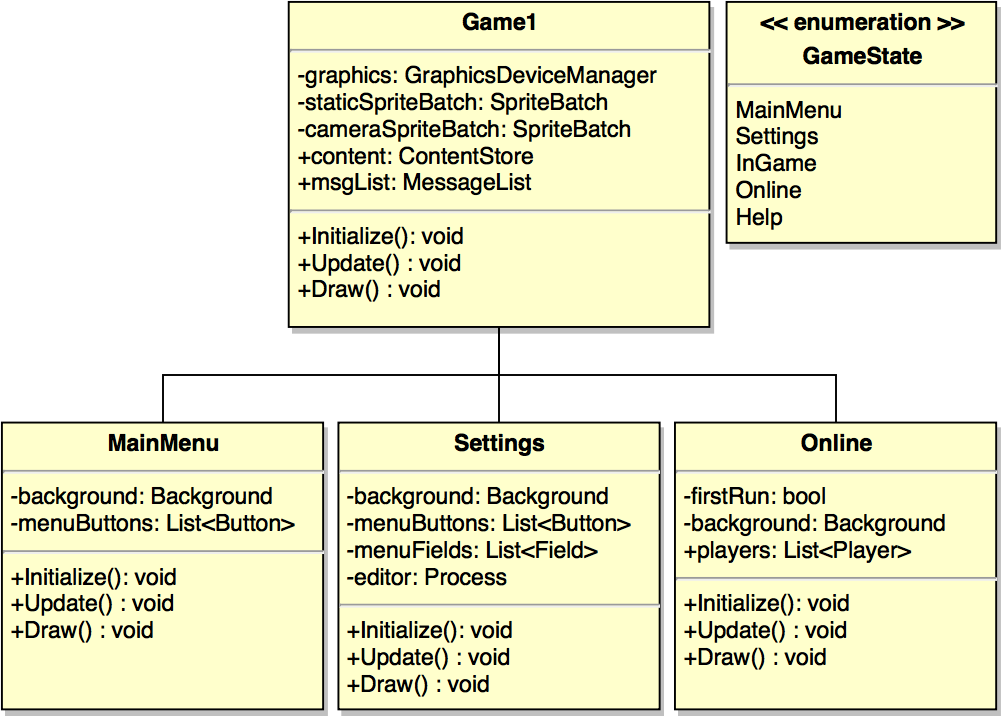 Game1
-graphics: GraphicsDeviceManager
-staticSpriteBatch: SpriteBatch
-cameraSpriteBatch: SpriteBatch
+content: ContentStore
+msgList: MessageList
+Initialize(): void
+Update() : void
+Draw() : void
<< enumeration >>
GameState
MainMenu
Settings
InGame
Online
Help
MainMenu
-background: Background
-menuButtons: List<Button>
+Initialize(): void
+Update() : void
+Draw() : void
Settings
-background: Background
-menuButtons: List<Button>
-menuFields: List<Field>
-editor: Process
+Initialize(): void
+Update() : void
+Draw() : void
Online
-firstRun: bool
-background: Background
+players: List<Player>
+Initialize(): void
+Update() : void
+Draw() : void